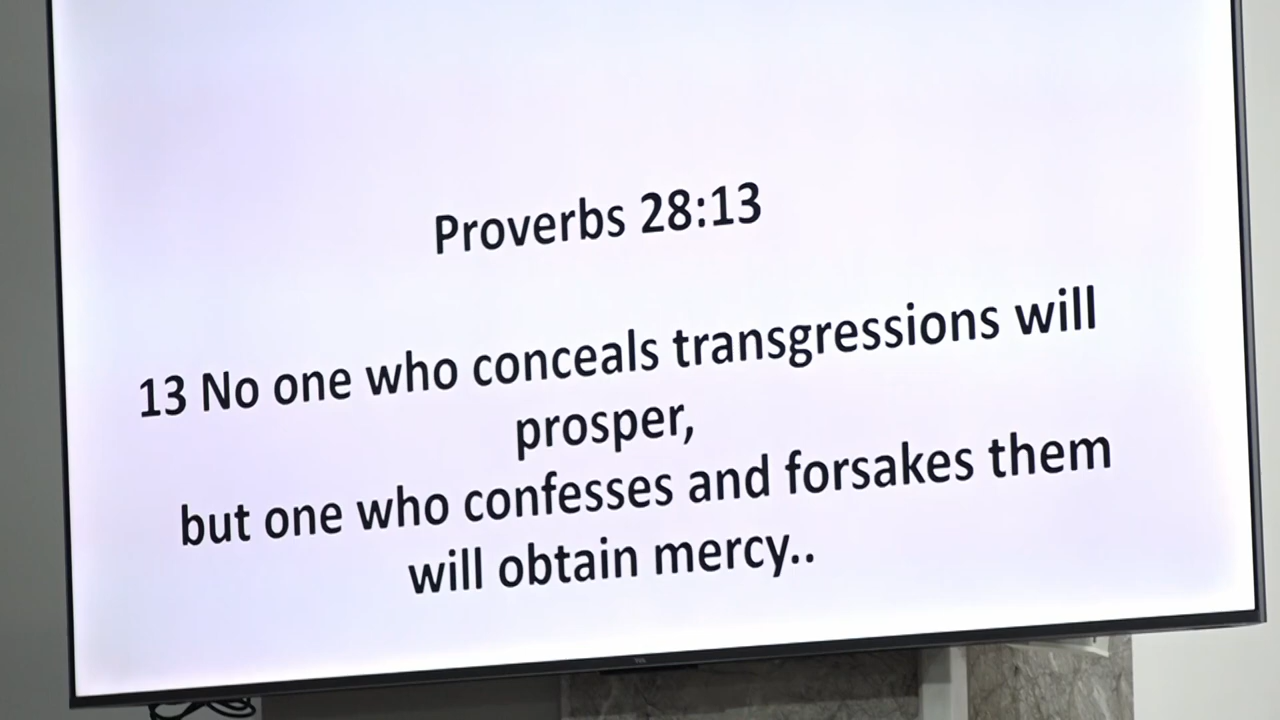 Proverbs 28:13
13 No one who conceals transgressions will
prosper,
but one who confesses and forsakes them
will obtain mercy..